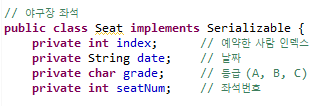 // 야구장 좌석
public class Seat implements Serializable {
private int index; // 예약한 사람 인덱스
private String date; // 날짜
private char grade; // 등급 (A, B, C)
private int seatNum; // 좌석번호